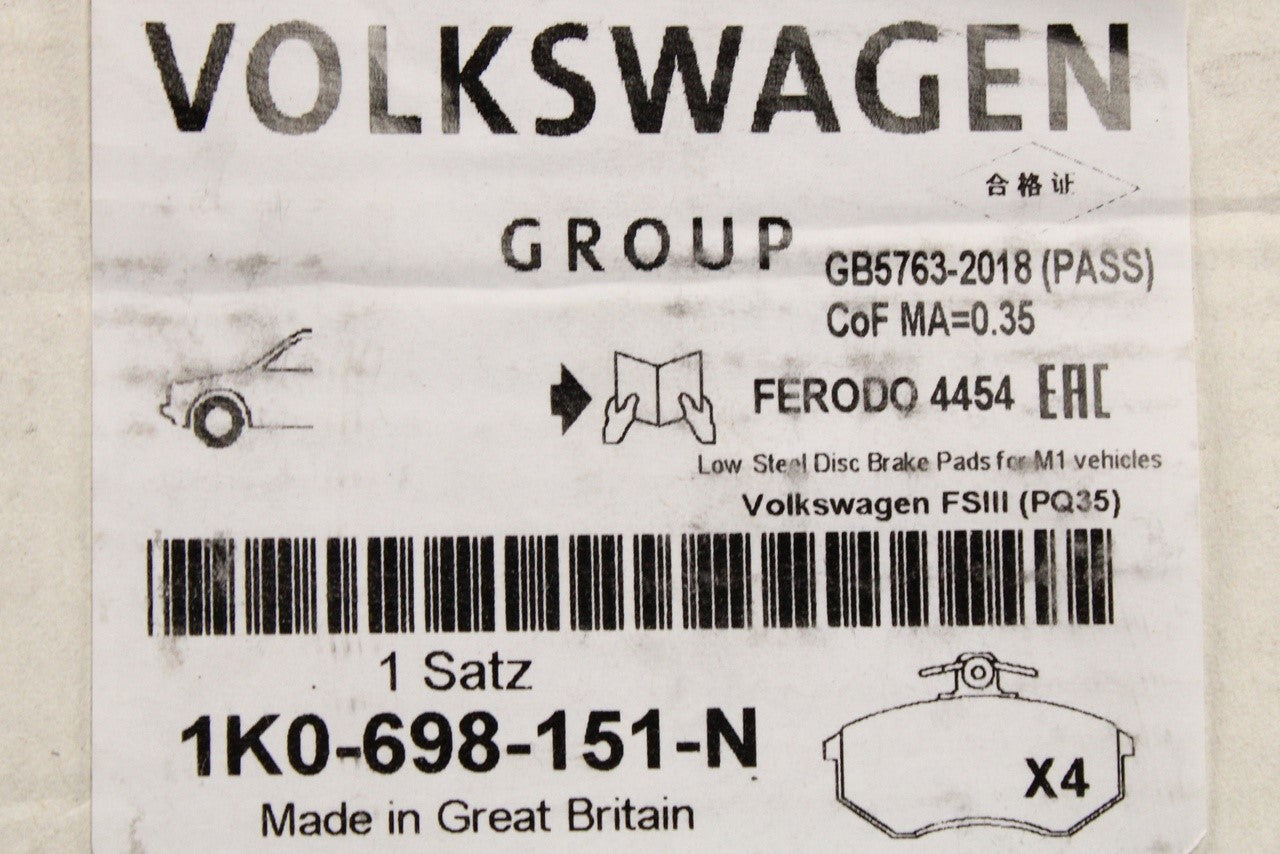 VOLKSWAGEN
合格证
GROUP
GB5763-2018 (PASS)
CoF MA=0.35
FERODO 4454 EAC
Low Steel Disc Brake Pads for M1 vehicles
Volkswagen FSIII (PQ35)
1 Satz
1K0-698-151-N
X4
Made in Great Britain